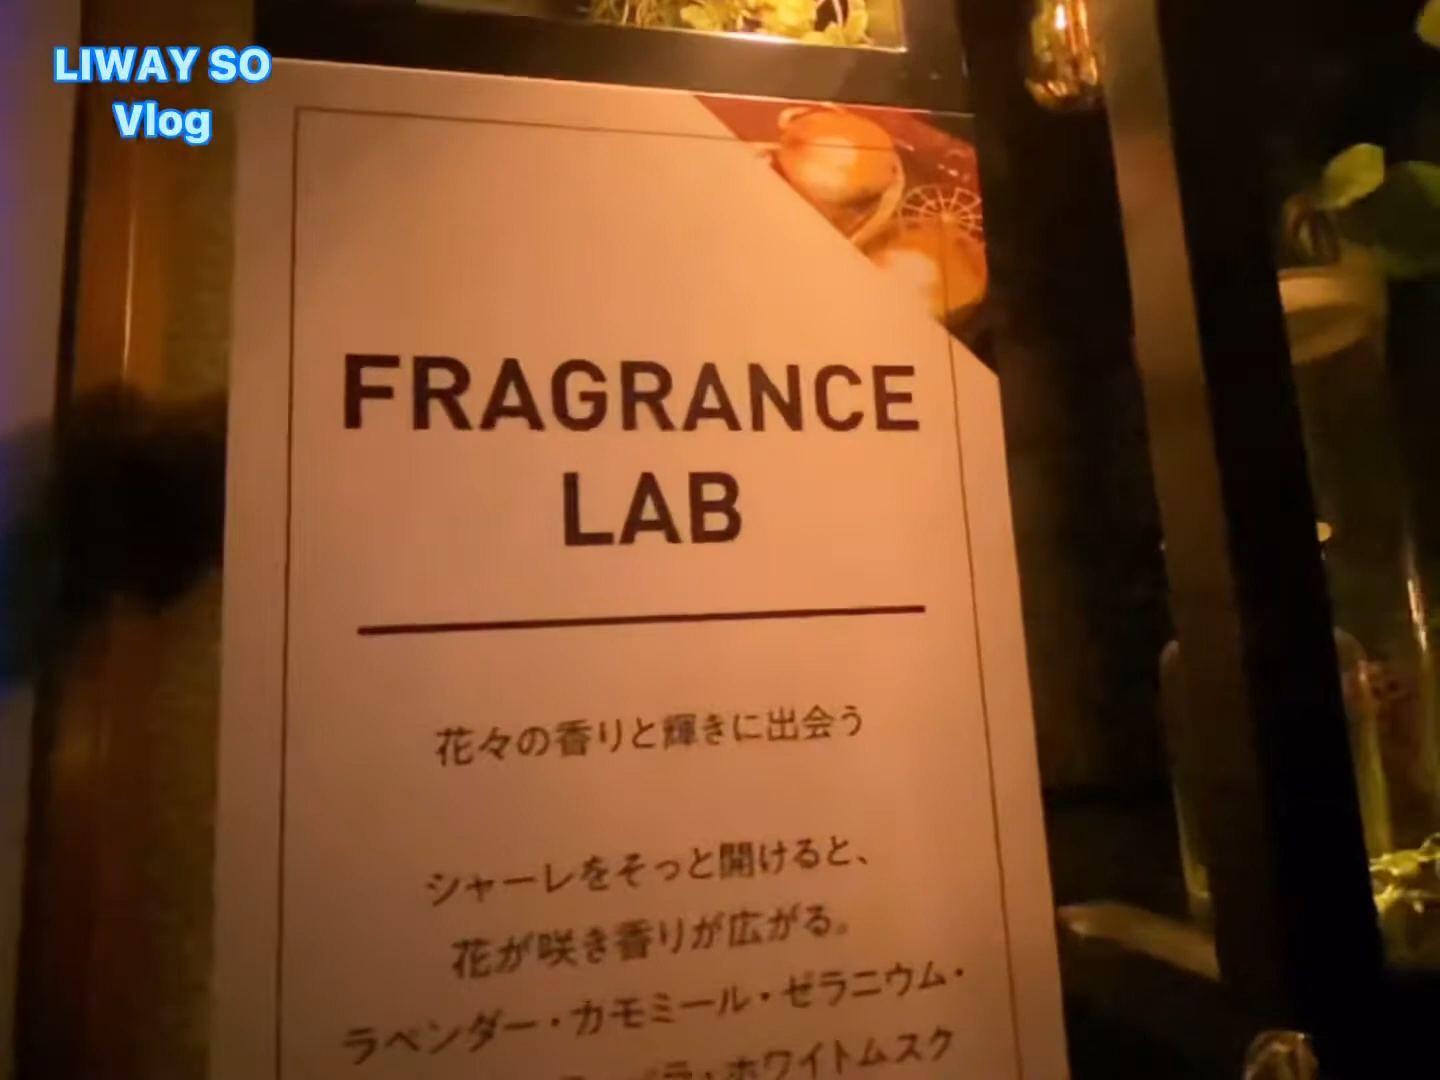 LIWAY SO
Vlog
FRAGRANCE
LAB
花々の香りと輝きに出会う
シャーレをそっと開けると、
花が咲き香りが広がる。
ラベンダー・カモミール・ゼラニウム・
ラ・ホワイトムスク